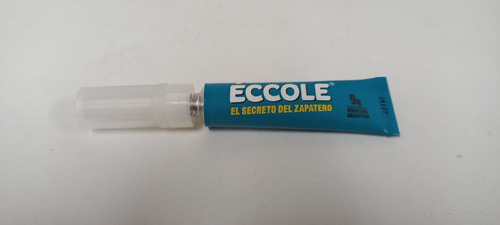 ECCOLE
EL SECRETO DEL ZAPATERO